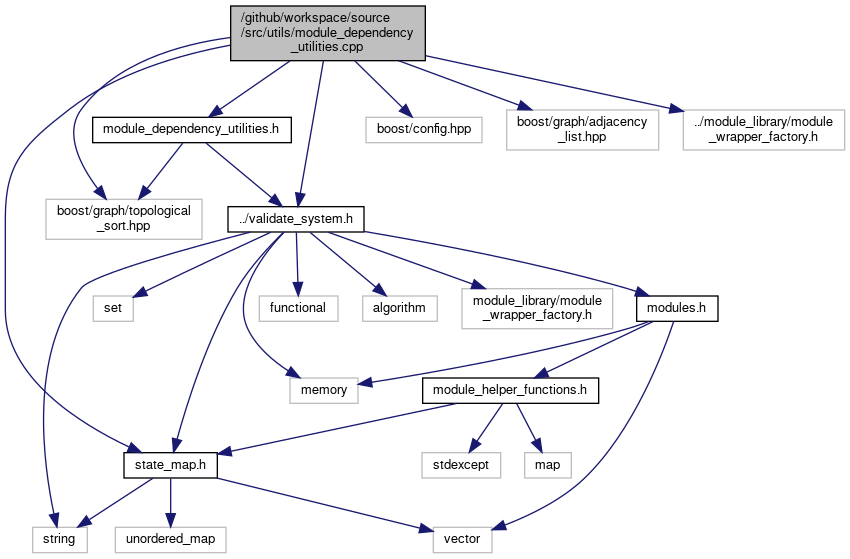 /github/workspace/source
/src/utils/module_dependency
_utilities.cpp
module_dependency_utilities.h
boost/config.hpp
boost/graph/adjacency
_list.hpp
../module_library/module
_wrapper_factory.h
boost/graph/topological
_sort.hpp
../validate_system.h
set
functional
algorithm
module_library/module
_wrapper_factory.h
modules.h
memory
module_helper_functions.h
state_map.h
stdexcept
map
string
unordered_map
vector